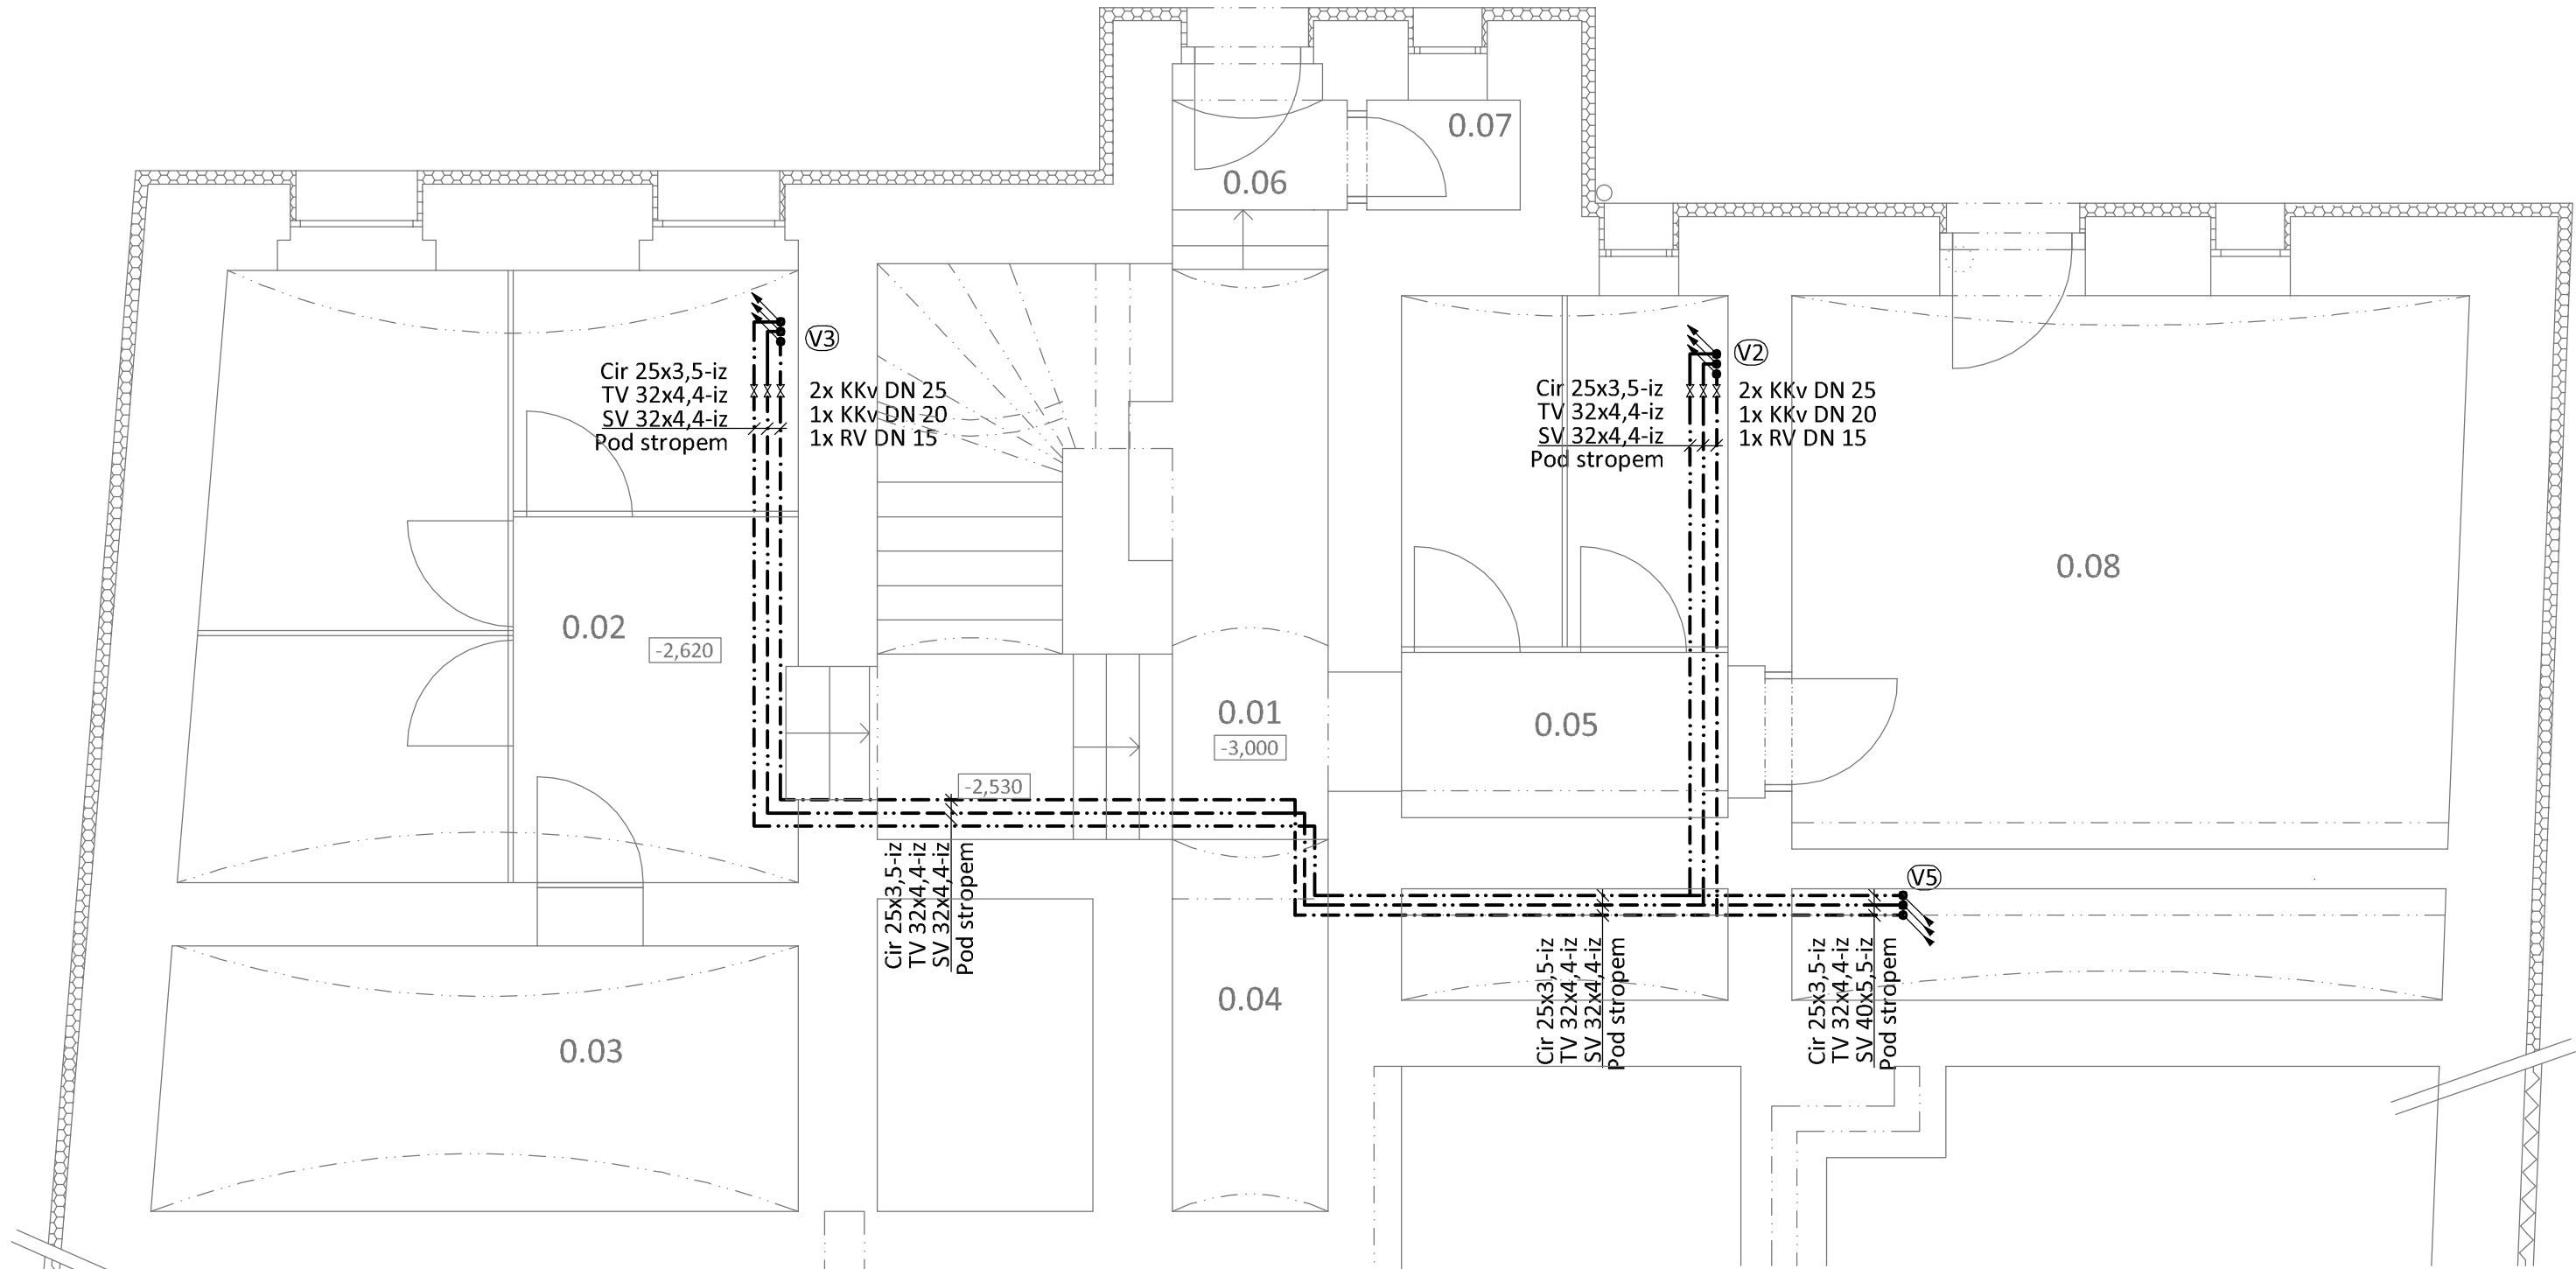 0.07
0.06
V3
Cir 25x3,5-iz
TV 32x4,4-iz
SV 32x4,4-iz
Pod stropem
2x KKv DN 25
1x KKv DN 20
1x RV DN 15
V2
Cir 25x3,5-iz
TV 32x4,4-iz
SV 32x4,4-iz
Pod stropem
2x KKv DN 25
1x KKv DN 20
1x RV DN 15
0.08
0.02
-2,620
0.01
-3,000
0.05
-2,530
Cir 25x3,5-iz
TV 32x4,4-iz
SV 32x4,4-iz
Pod stropem
V5
Cir 25x3,5-iz
TV 32x4,4-iz
SV 32x4,4-iz
Pod stropem
Cir 25x3,5-iz
TV 32x4,4-iz
SV 40x5,5-iz
Pod stropem
0.04
0.03